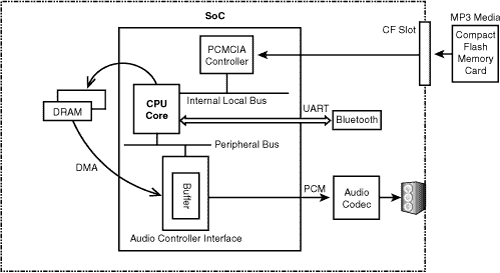 SoC
MP3 Media
CF Slot
PCMCIA
Controller
Compact
Flash
Memory
Card
Internal Local Bus
UART
CPU
Core
DRAM
Bluetooth
Peripheral Bus
DMA
Buffer
PCM
Audio
Codec
Audio Controller Interface